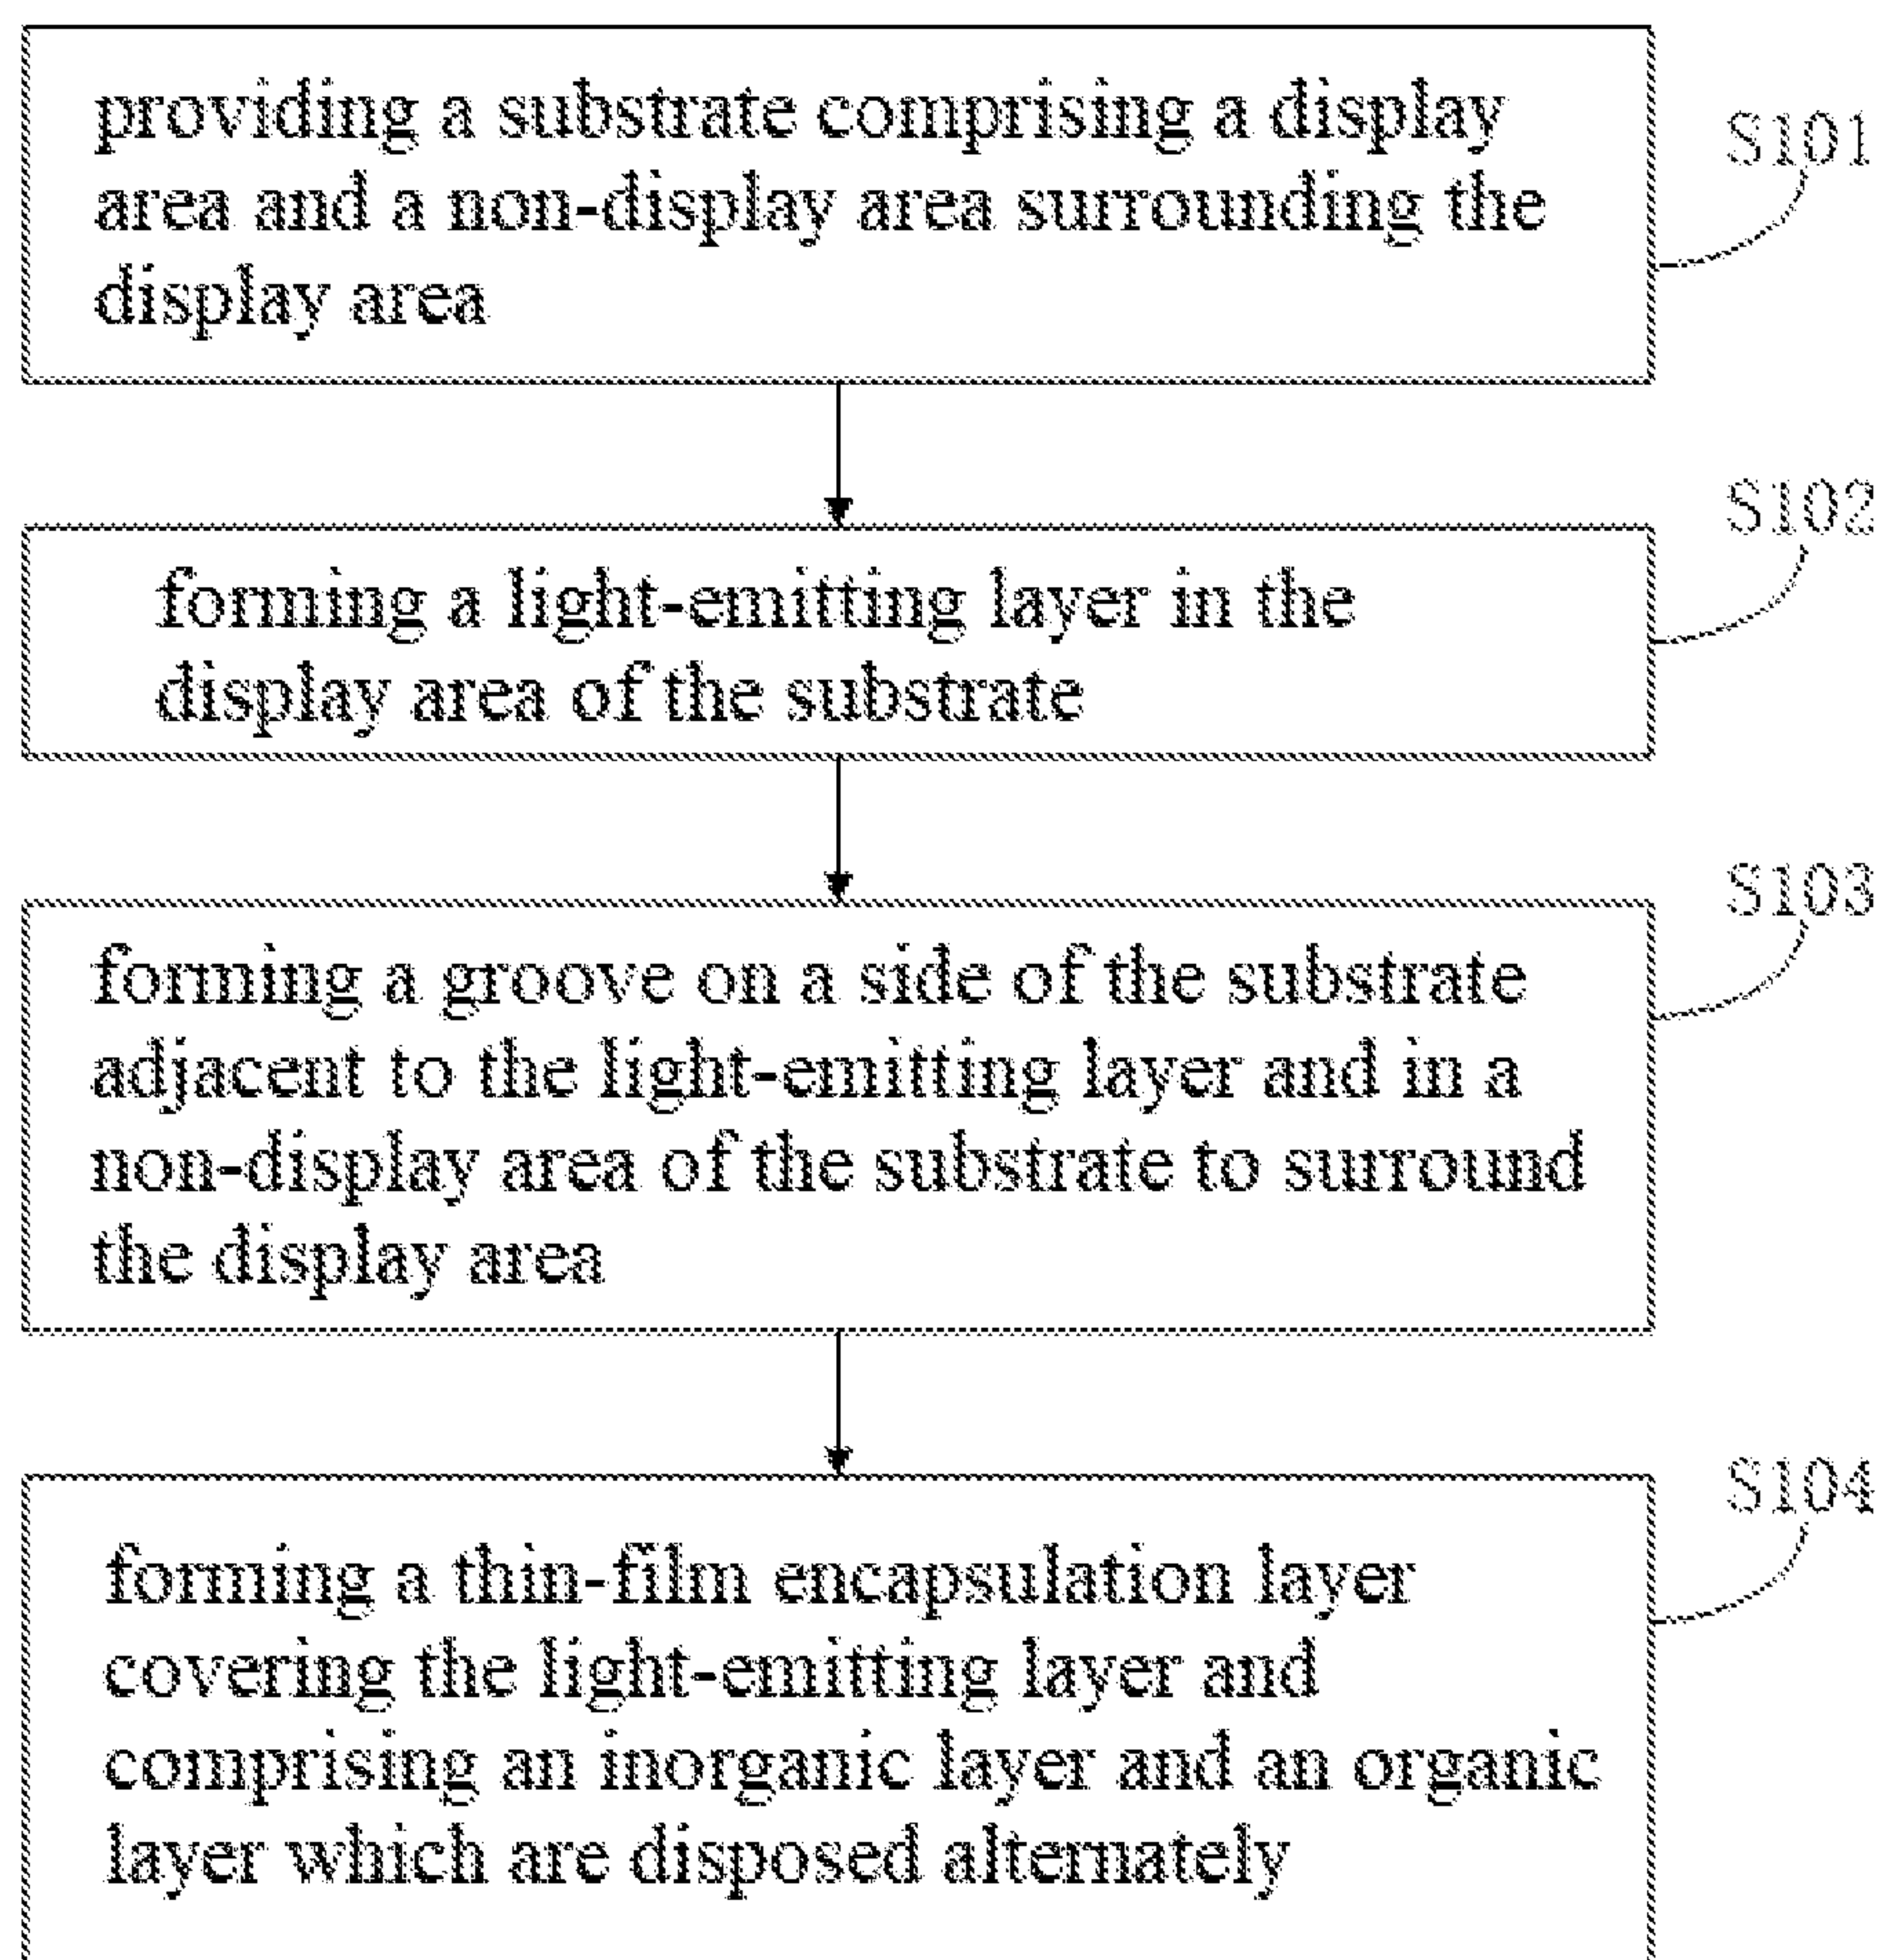 providing a substrate comprising a display
area and a non-display area surrounding the
display area
S101
forming a light-emitting layer in the
display area of the substrate
S102
forming a groove on a side of the substrate
adjacent to the light-emitting layer and in a
non-display area of the substrate to surround
the display area
S103
forming a thin-film encapsulation layer
covering the light-emitting layer and
comprising an inorganic layer and an organic
layer which are disposed alternately
S104